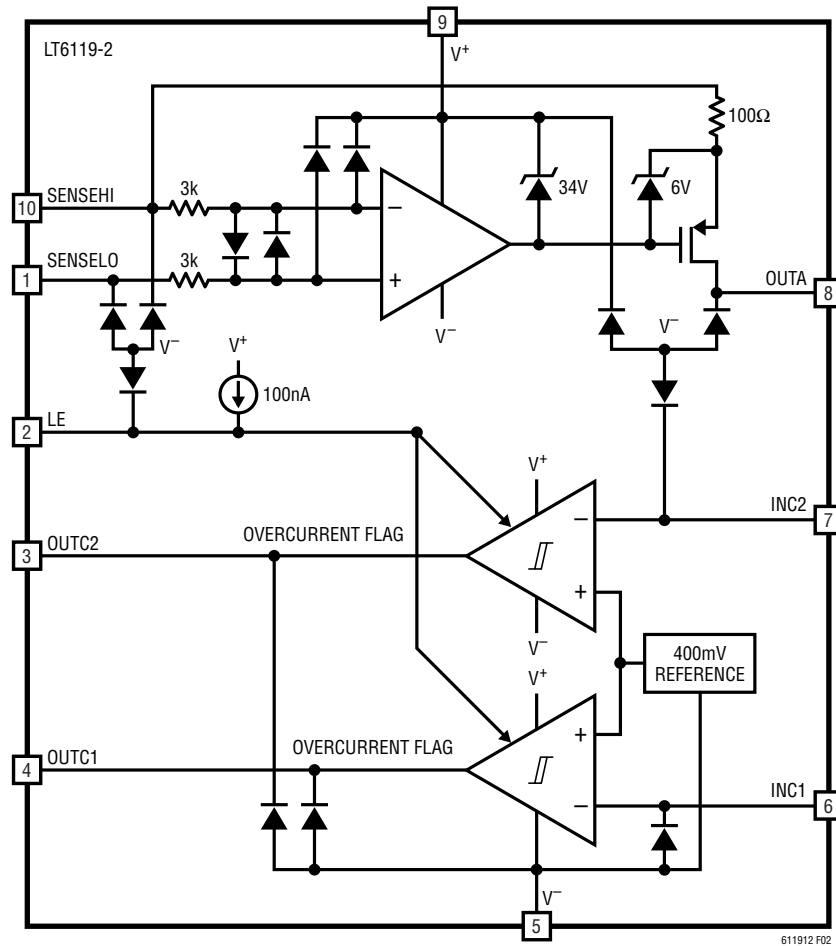 9
LT6119-2
V+
100Ω
3k
34V
6V
10 SENSEHI
−
SENSELO
3k
1
+
OUTA
8
V−
V−
V−
V+
100nA
LE
2
V+
INC2
−
7
OVERCURRENT FLAG
OUTC2
3
+
V−
400mV
REFERENCE
V+
OVERCURRENT FLAG
+
OUTC1
4
INC1
−
6
V−
5
611912 F02